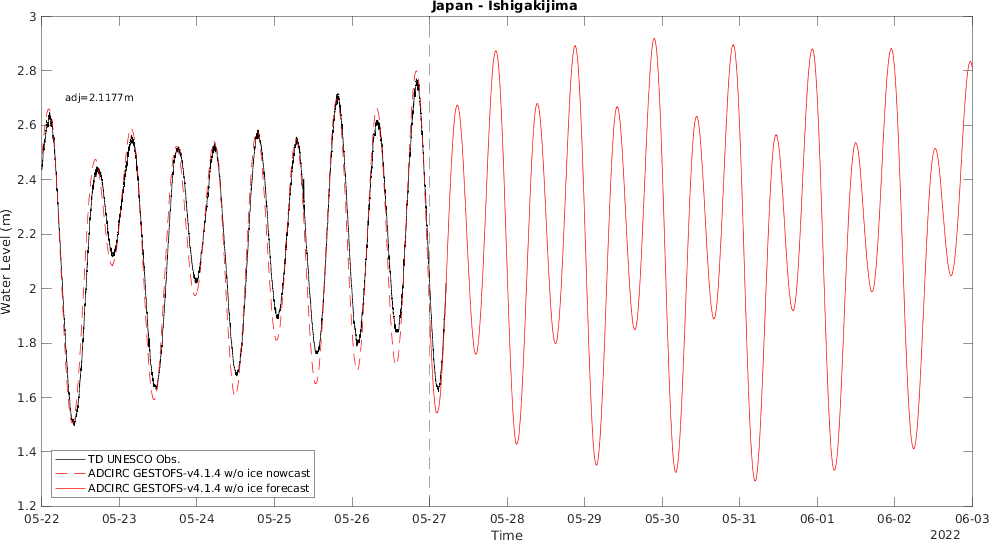 Japan - Ishigakijima
3
2.8
2.6
2.4
2.2
2
1.8
1.6
1.4
1.2
Water Level (m)
adj=2.1177m
TD UNESCO Obs.
ADCIRC GESTOFS-v4.1.4 w/o ice nowcast
ADCIRC GESTOFS-v4.1.4 w/o ice forecast
05-22 05-23 05-24 05-25 05-26 05-27 05-28 05-29 05-30 05-31 06-01 06-02 06-03
Time
2022